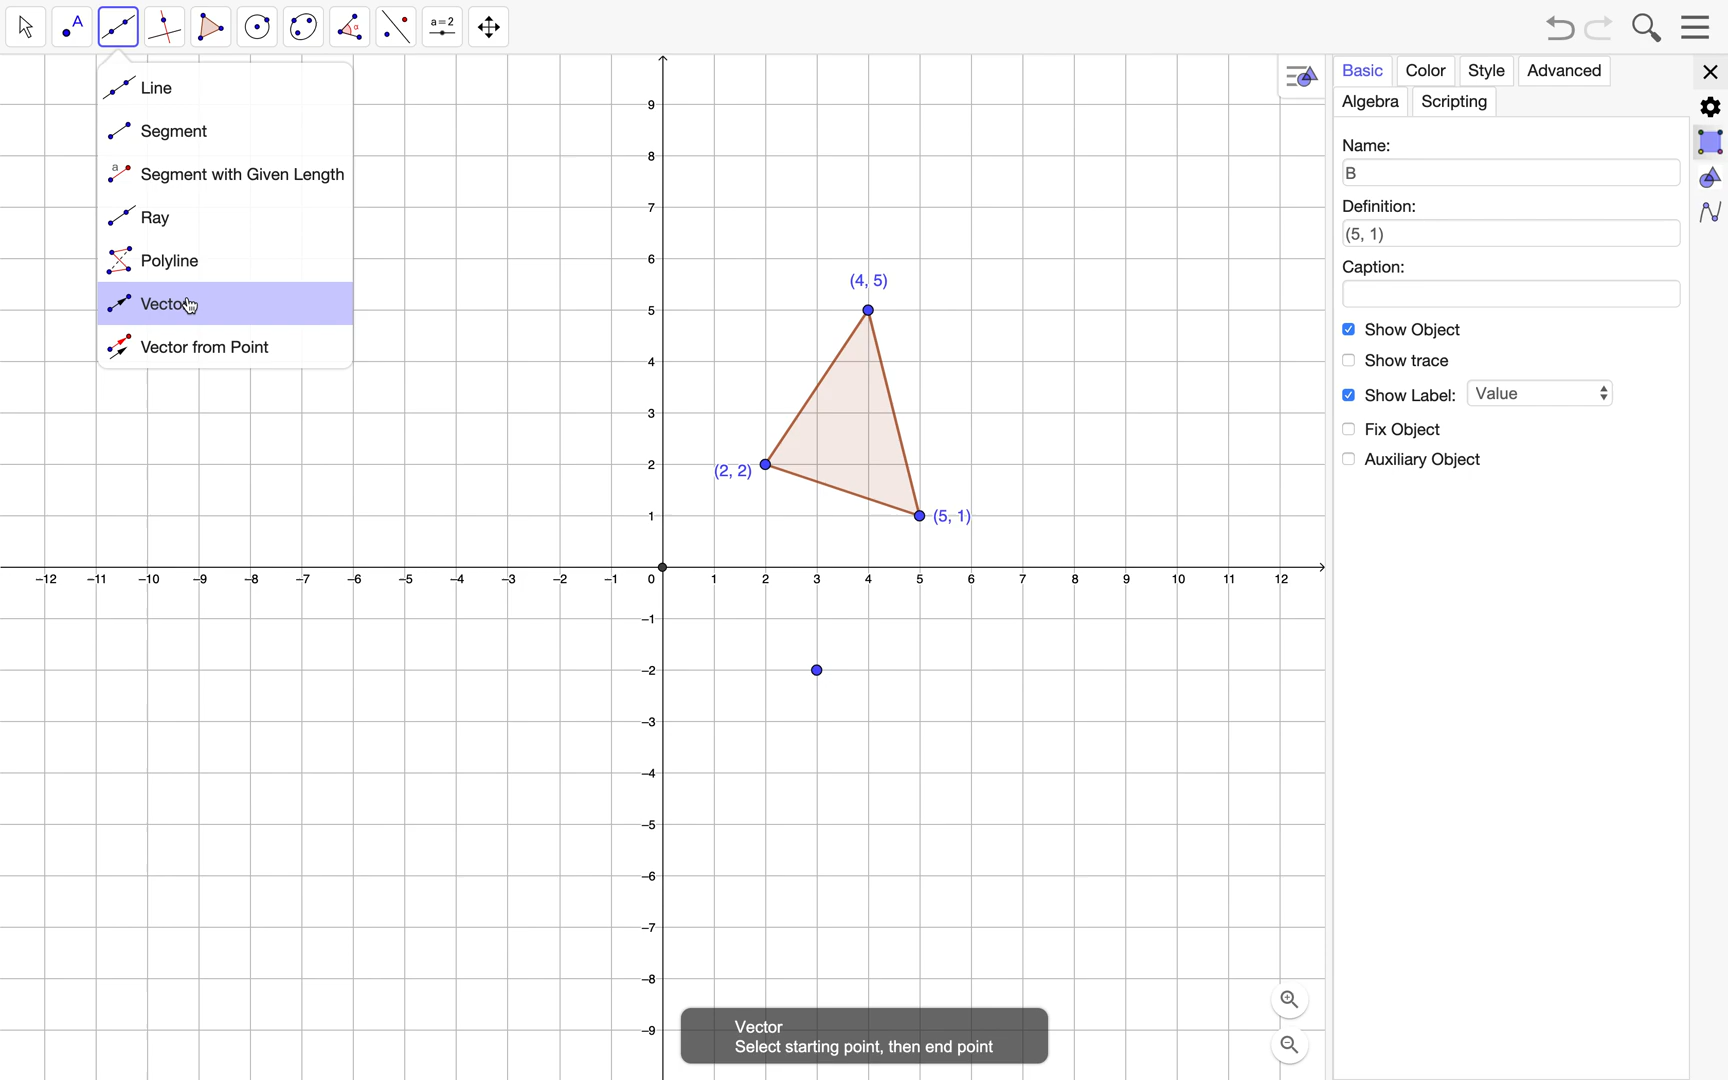 A
α
a=2
Line
Segment
a
Segment with Given Length
Ray
Polyline
Vector
Vector from Point
Basic
Color
Style
Advanced
Algebra
Scripting
Name:
B
Definition:
(5, 1)
Caption:
Show Object
Show trace
Show Label: Value
Fix Object
Auxiliary Object
9
8
7
6
5
4
3
2
1
(4, 5)
(2, 2)
(5, 1)
–12 –11 –10 –9 –8 –7 –6 –5 –4 –3 –2 –1 0 1 2 3 4 5 6 7 8 9 10 11 12
–1
–2
–3
–4
–5
–6
–7
–8
–9
Vector
Select starting point, then end point